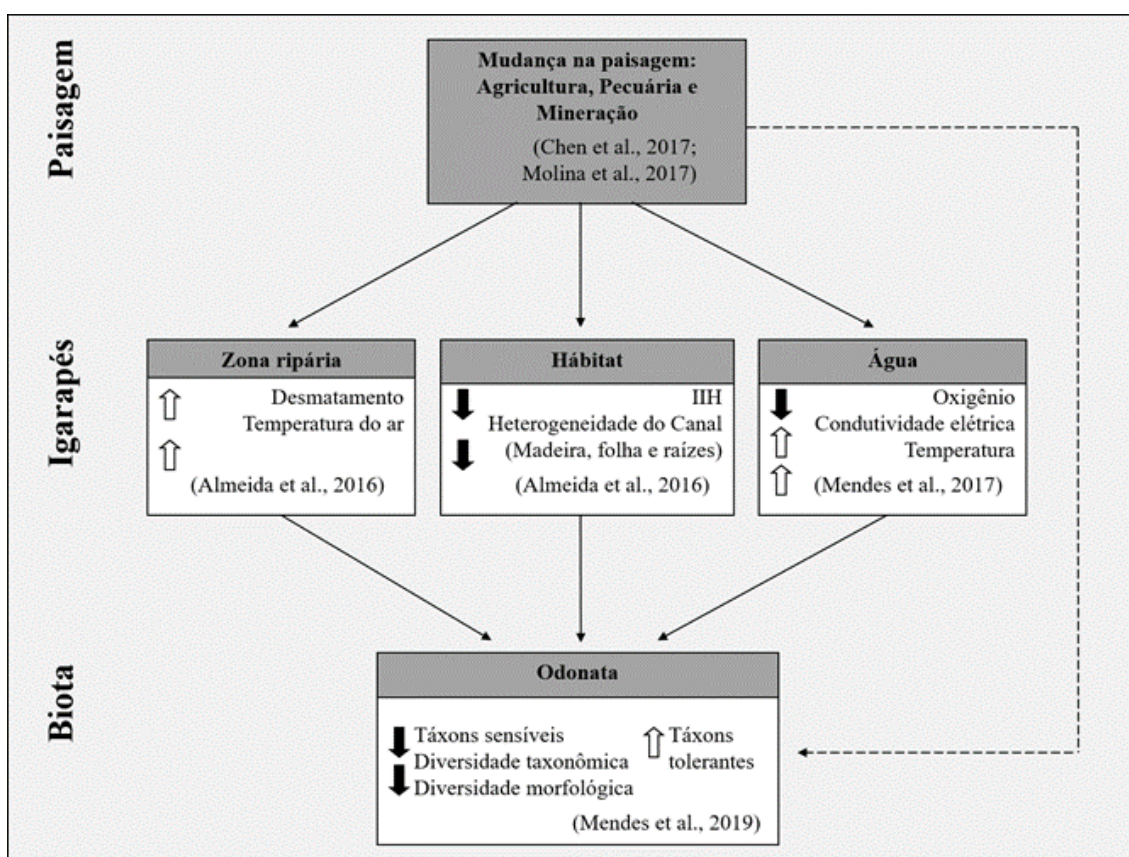 Paisagem
Mudança na paisagem:
Agricultura, Pecuária e
Mineração
(Chen et al., 2017;
Molina et al., 2017)
Igarapés
Zona ripária
Desmatamento
Temperatura do ar
(Almeida et al., 2016)
Hábitat
IIH
Heterogeneidade do Canal
(Madeira, folha e raízes)
(Almeida et al., 2016)
Água
Oxigênio
Condutividade elétrica
Temperatura
(Mendes et al., 2017)
Biota
Odonata
Táxons sensíveis
Diversidade taxonômica
Diversidade morfológica
Táxons
tolerantes
(Mendes et al., 2019)